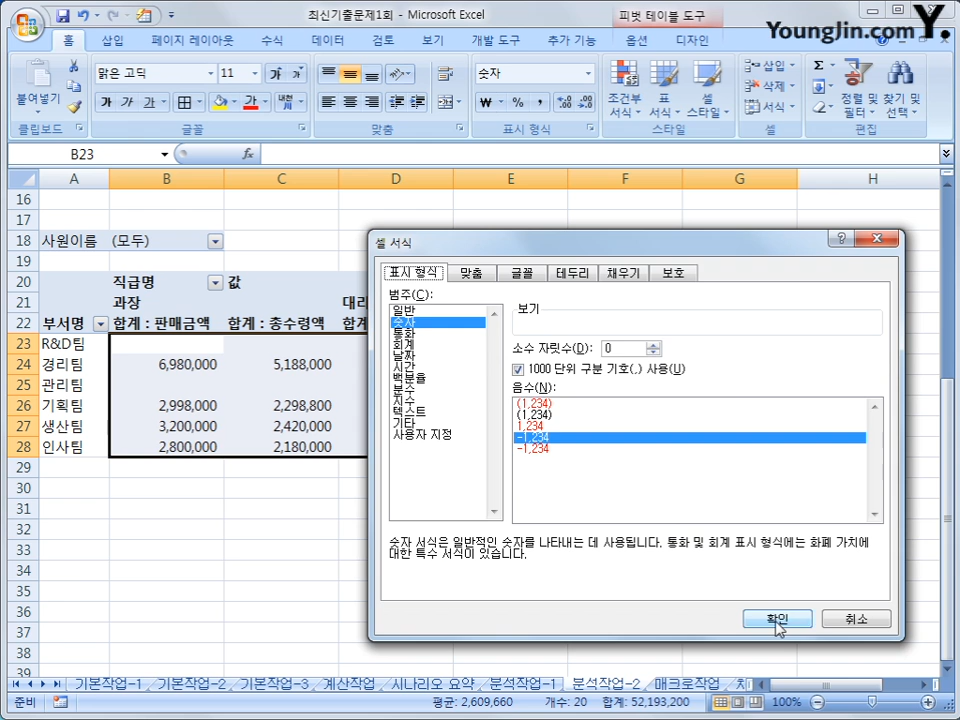 최신기출문제1회 - Microsoft Excel
피벗 테이블 도구
YoungJin.com Y.
홈 삽입 페이지 레이아웃 수식 데이터 검토 보기 개발 도구 추가 기능 옵션 디자인
붙여넣기
맑은 고딕 11
가 가 가
숫자
조건부 서식
표 서식
셀 스타일
삽입
삭제
서식
정렬 및 필터
찾기 및 선택
클립보드 글꼴 맞춤 표시 형식 스타일 셀 편집
B23 fx
A B C D E F G H
16
17
18 사원이름 (모두)
19
20 직급명 값
21 과장 대리
22 부서명 합계 : 판매금액 합계 : 총수령액
23 R&D팀
24 경리팀 6,980,000 5,188,000
25 관리팀
26 기획팀 2,998,000 2,298,800
27 생산팀 3,200,000 2,420,000
28 인사팀 2,800,000 2,180,000
29
30
31
32
33
34
35
36
37
38
39
셀 서식
표시 형식 맞춤 글꼴 테두리 채우기 보호
범주(C):
일반
숫자
통화
회계
날짜
시간
백분율
분수
지수
텍스트
기타
사용자 지정
보기
소수 자릿수(D): 0
1000 단위 구분 기호(,) 사용(U)
음수(N):
(1,234)
(1,234)
1,234
-1,234
-1,234
숫자 서식은 일반적인 숫자를 나타내는 데 사용됩니다. 통화 및 회계 표시 형식에는 화폐 가치에
대한 특수 서식이 있습니다.
확인 취소
기본작업-1 기본작업-2 기본작업-3 계산작업 시나리오 요약 분석작업-1 분석작업-2 매크로작업
준비 평균: 2,609,660 개수: 20 합계: 52,193,200 100%